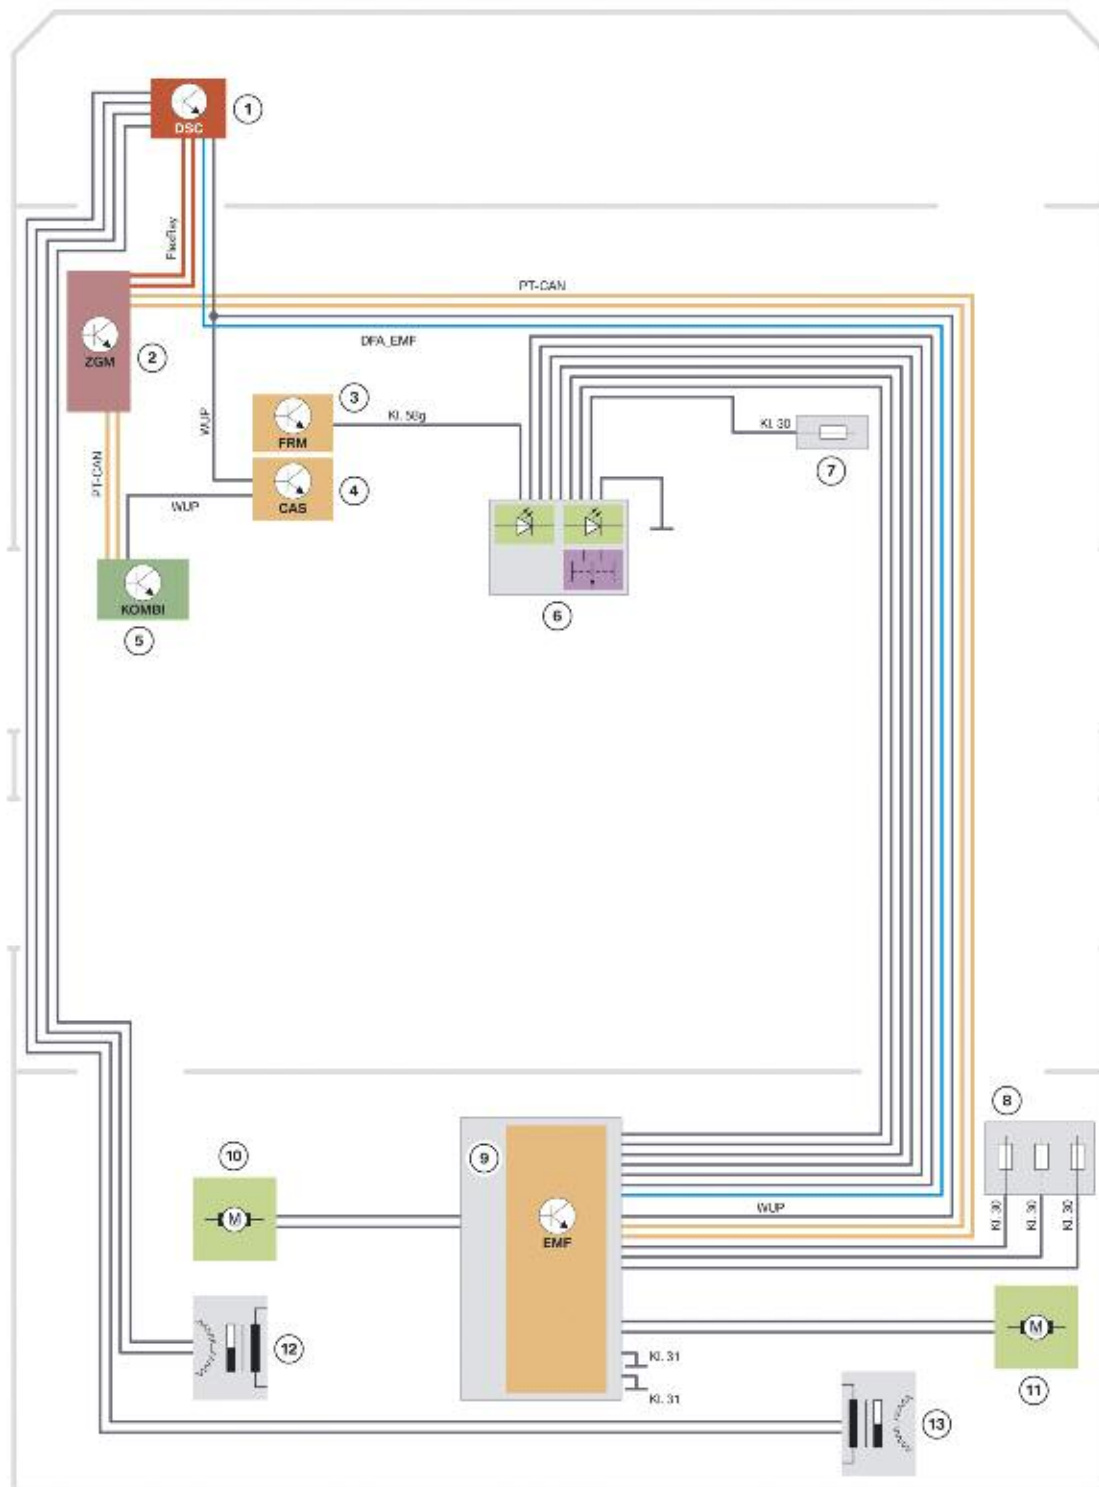 1
DSC
FlexRay
PT-CAN
2
ZGM
DFA_EMF
3
FRM
Kl. 58g
WUP
Kl. 30
7
PT-CAN
4
CAS
WUP
KOMBI
5
6
8
10
9
M
EMF
WUP
Kl. 30
Kl. 30
Kl. 30
M
12
Kl. 31
Kl. 31
11
13